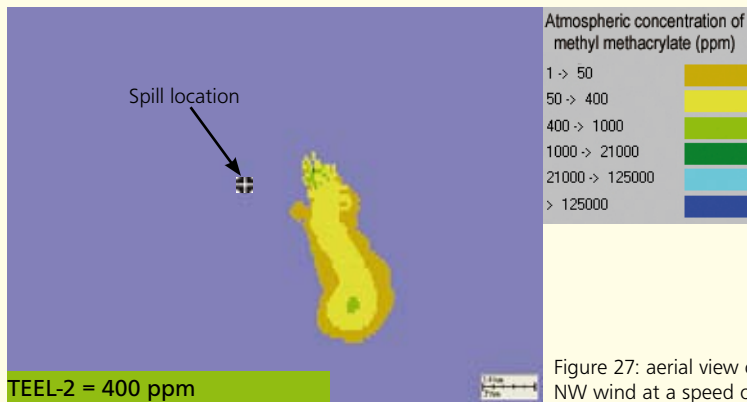 Atmospheric concentration of
methyl methacrylate (ppm)
1 -> 50
50 -> 400
400 -> 1000
1000 -> 21000
21000 -> 125000
> 125000
Spill location
TEEL-2 = 400 ppm
Figure 27: aerial view
NW wind at a speed